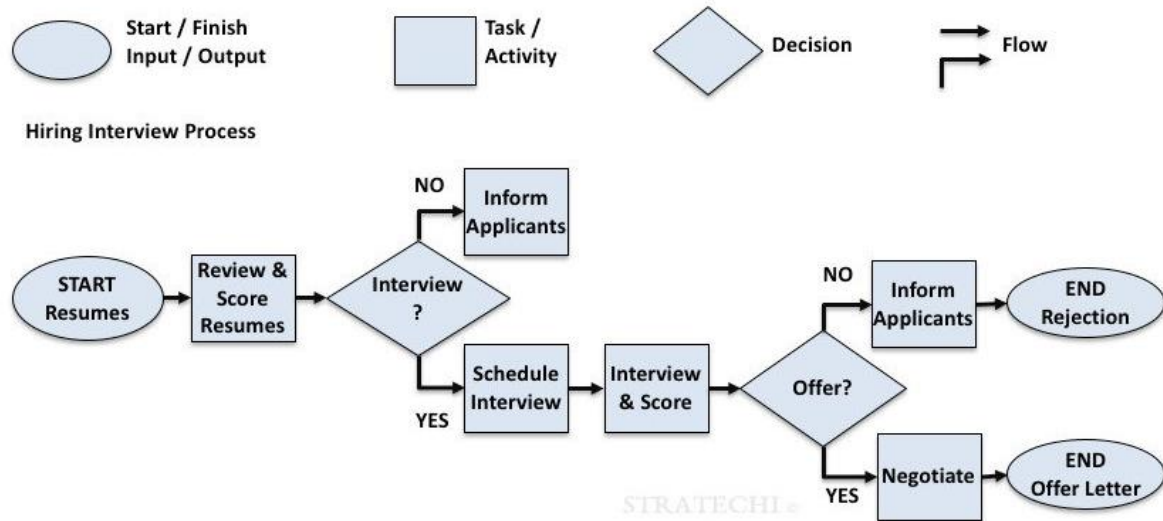 Start / Finish
Input / Output
Task /
Activity
Decision
Flow
Hiring Interview Process
START
Resumes
Review &
Score
Resumes
Interview
?
NO
Inform
Applicants
YES
Schedule
Interview
Interview
& Score
Offer?
NO
Inform
Applicants
END
Rejection
YES
Negotiate
END
Offer Letter
STRATECHI ©